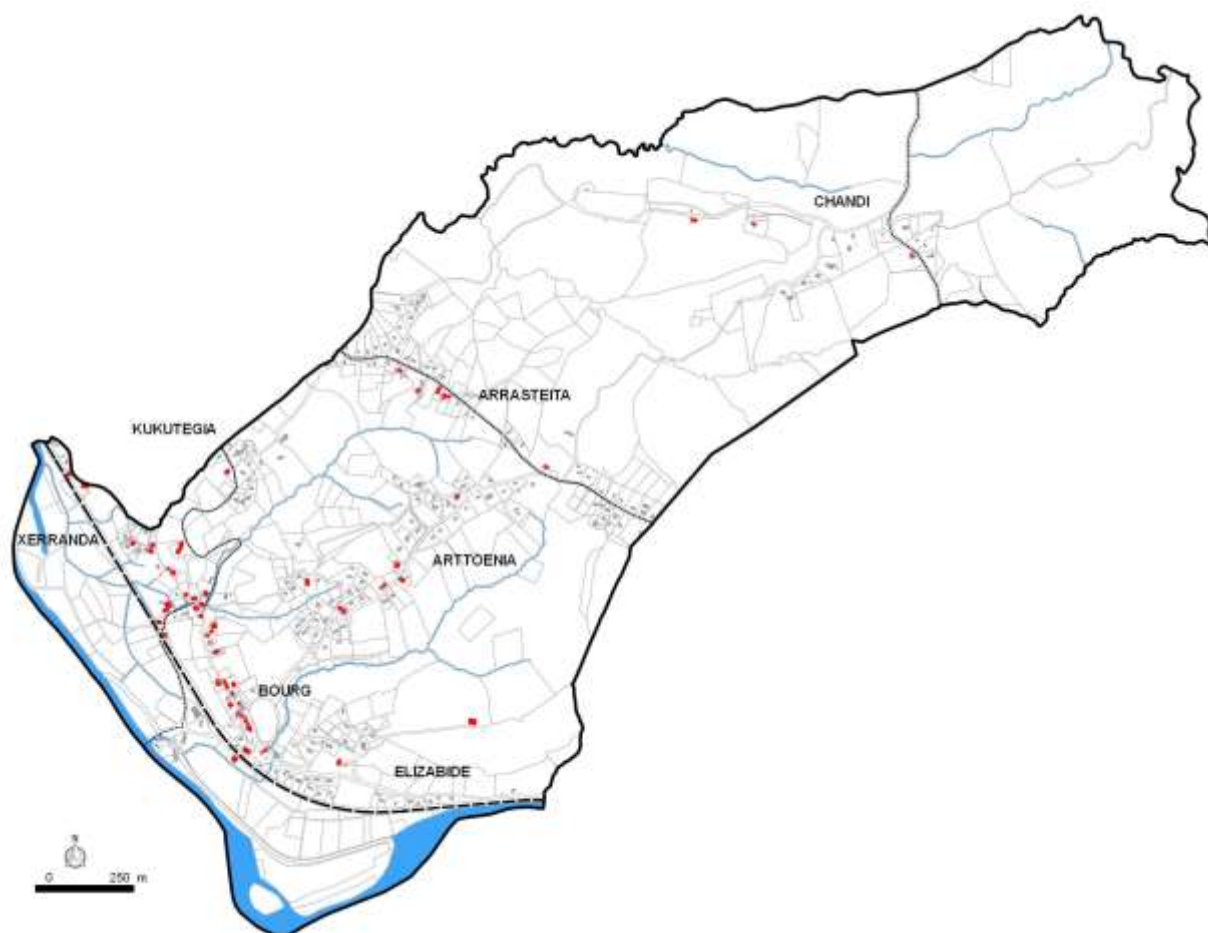 CHANDI
ARRASTEITA
KUKUTEGIA
XERRANDA
ARTTOENIA
BOURG
ELIZABIDE
N
0 250 m